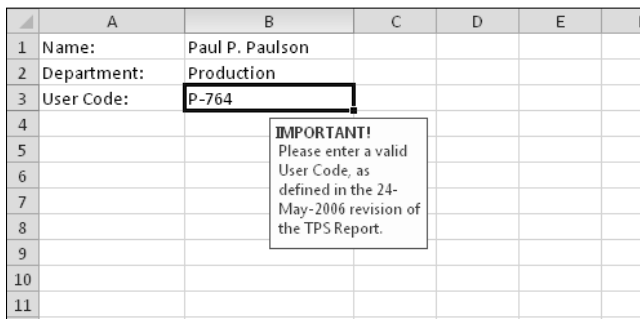 A B C D E
1 Name: Paul P. Paulson
2 Department: Production
3 User Code: P-764
4
IMPORTANT!
5
Please enter a valid
6
User Code, as
defined in the 24-
7
May-2006 revision of
8
the TPS Report.
9
10
11